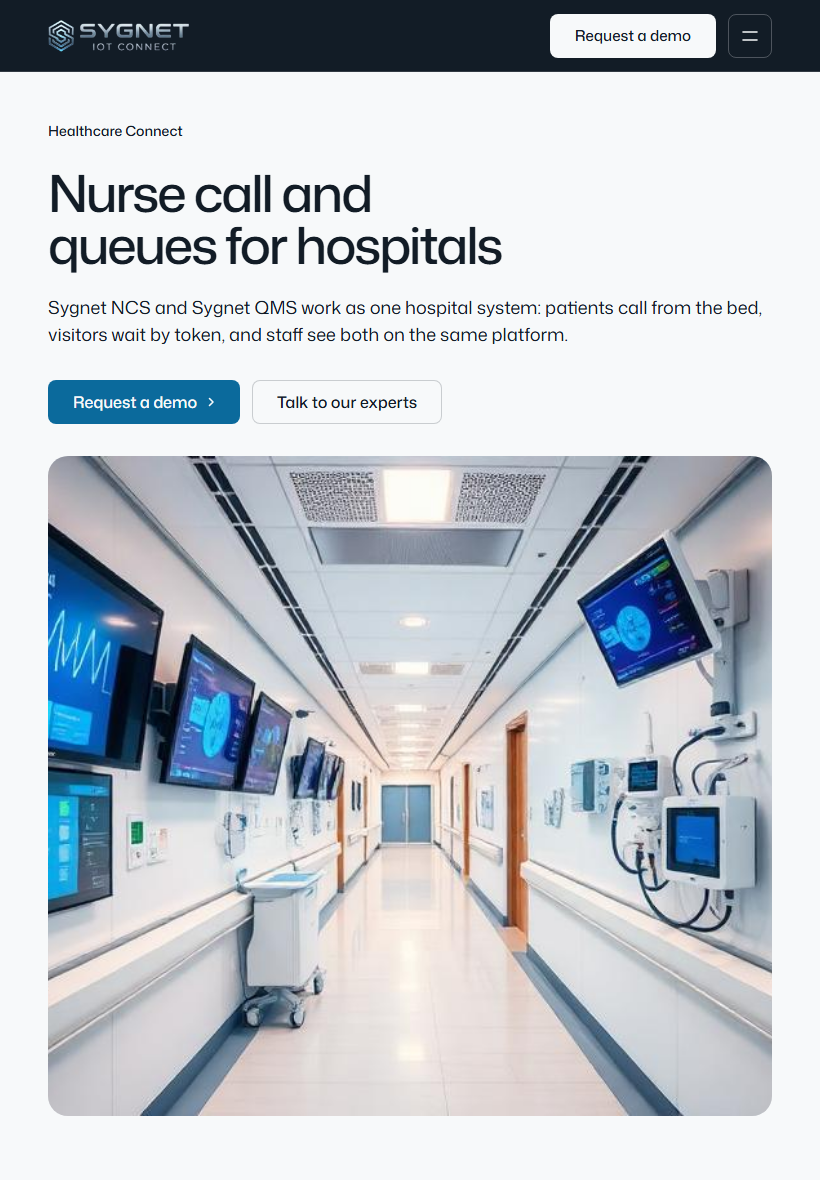 SYGNET
IOT CONNECT
Request a demo
Healthcare Connect
Nurse call and
queues for hospitals
Sygnet NCS and Sygnet QMS work as one hospital system: patients call from the bed,
visitors wait by token, and staff see both on the same platform.
Request a demo
Talk to our experts